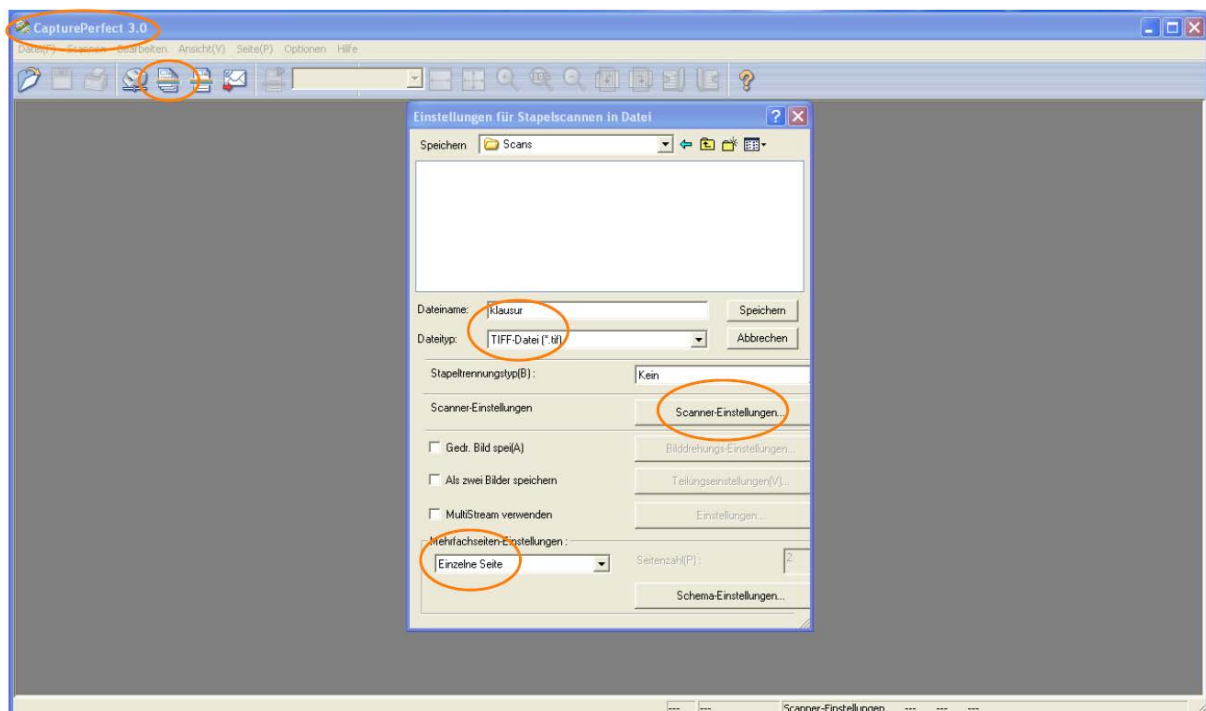 CapturePerfect 3.0
Datei(F) Scannen Bearbeiten Ansicht(V) Seite(P) Optionen Hilfe
Einstellungen für Stapelscannen in Datei
Speichern Scans
Dateiname: klausur Speichern
Dateityp: TIFF-Datei (*.tif) Abbrechen
Stapeltrennungstyp(B) : Kein
Scanner-Einstellungen Scanner-Einstellungen...
Gedr. Bild spei(A) Bilddrehungs-Einstellungen...
Als zwei Bilder speichern Teilungseinstellungen(V)...
MultiStream verwenden Einstellungen...
Mehrfachseiten-Einstellungen :
Einzelne Seite Seitenzahl(P) : 2
Schema-Einstellungen...
--- --- Scanner-Einstellungen --- --- ---